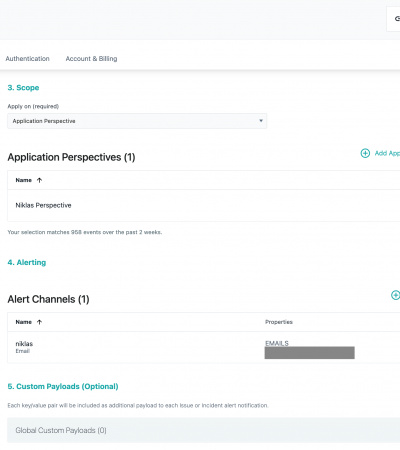 Authentication Account & Billing
3. Scope
Apply on (required)
Application Perspective
Application Perspectives (1)
Add App
Name
Niklas Perspective
Your selection matches 958 events over the past 2 weeks.
4. Alerting
Alert Channels (1)
Name Properties
niklas EMAILS
Email
5. Custom Payloads (Optional)
Each key/value pair will be included as additional payload to each Issue or Incident alert notification.
Global Custom Payloads (0)